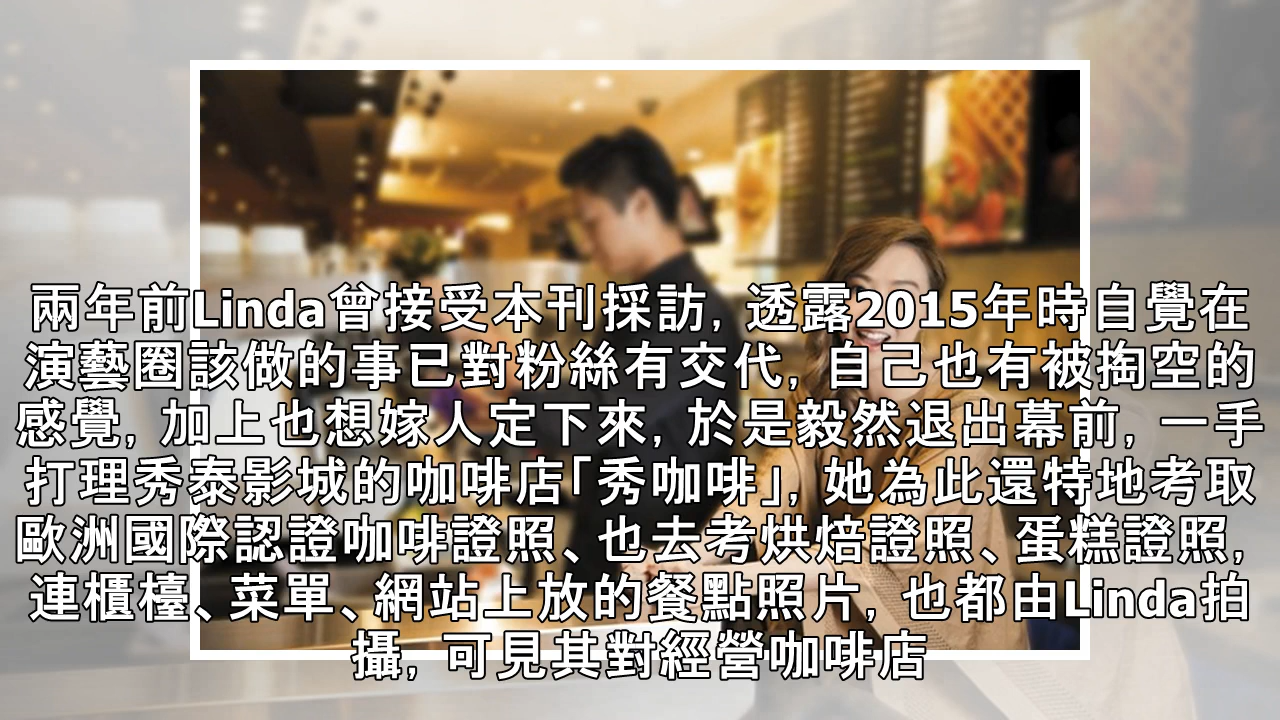 兩年前Linda曾接受本刊採訪, 透露2015年時自覺在
演藝圈該做的事已對粉絲有交代, 自己也有被掏空的
感覺, 加上也想嫁人定下來, 於是毅然退出幕前, 一手
打理秀泰影城的咖啡店「秀咖啡」, 她為此還特地考取
歐洲國際認證咖啡證照、也去考烘焙證照、蛋糕證照,
連櫃檯、菜單、網站上放的餐點照片, 也都由Linda拍
攝, 可見其對經營咖啡店